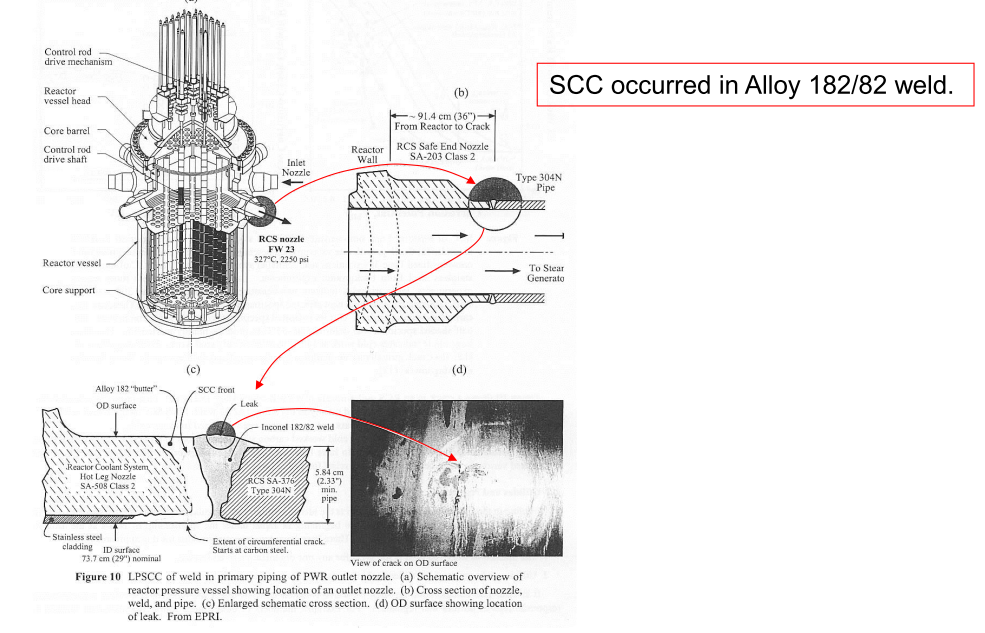 (a)
Control rod
drive mechanism
Reactor
vessel head
Core barrel
Control rod
drive shaft
Inlet
Nozzle
RCS nozzle
FW 23
327°C, 2250 psi
Reactor vessel
Core support
(b)
~ 91.4 cm (36")
From Reactor to Crack
RCS Safe End Nozzle
SA-203 Class 2
Reactor
Wall
Type 304N
Pipe
To Stear
Generato
SCC occurred in Alloy 182/82 weld.
(c)
Alloy 182 "butter"
SCC front
OD surface
Leak
Inconel 182/82 weld
Reactor Coolant System
Hot Leg Nozzle
SA-508 Class 2
RCS SA-376
Type 304N
5.84 cm
(2.33")
min.
pipe
Stainless steel
cladding
ID surface
73.7 cm (29") nominal
Extent of circumferential crack.
Starts at carbon steel.
(d)
View of crack on OD surface
Figure 10 LPSCC of weld in primary piping of PWR outlet nozzle. (a) Schematic overview of
reactor pressure vessel showing location of an outlet nozzle. (b) Cross section of nozzle,
weld, and pipe. (c) Enlarged schematic cross section. (d) OD surface showing location
of leak. From EPRI.